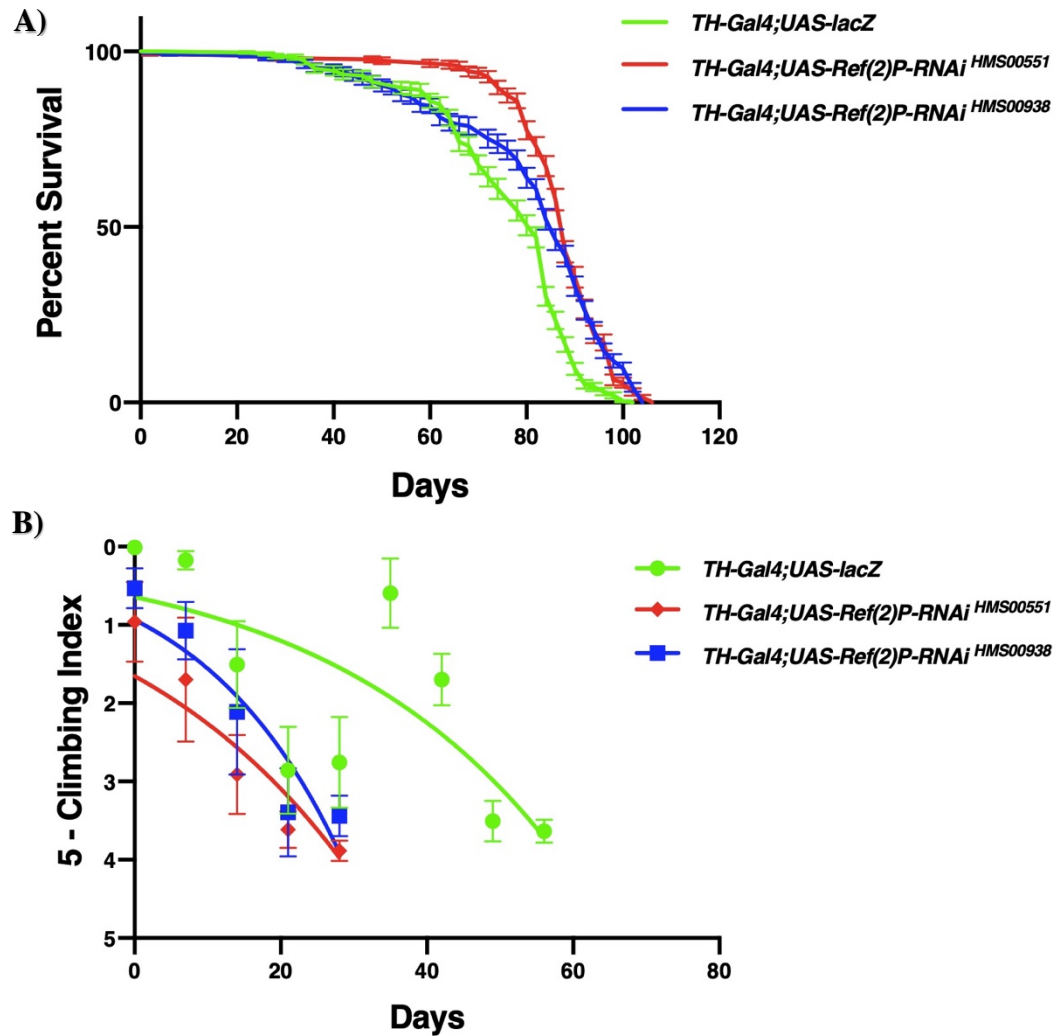 A)
TH-Gal4;UAS-lacZ
TH-Gal4;UAS-Ref(2)P-RNAi HMS00551
TH-Gal4;UAS-Ref(2)P-RNAi HMS00938
Percent Survival
100
50
0
0 20 40 60 80 100 120
Days
B)
TH-Gal4;UAS-lacZ
TH-Gal4;UAS-Ref(2)P-RNAi HMS00551
TH-Gal4;UAS-Ref(2)P-RNAi HMS00938
5 - Climbing Index
0
1
2
3
4
5
0 20 40 60 80
Days